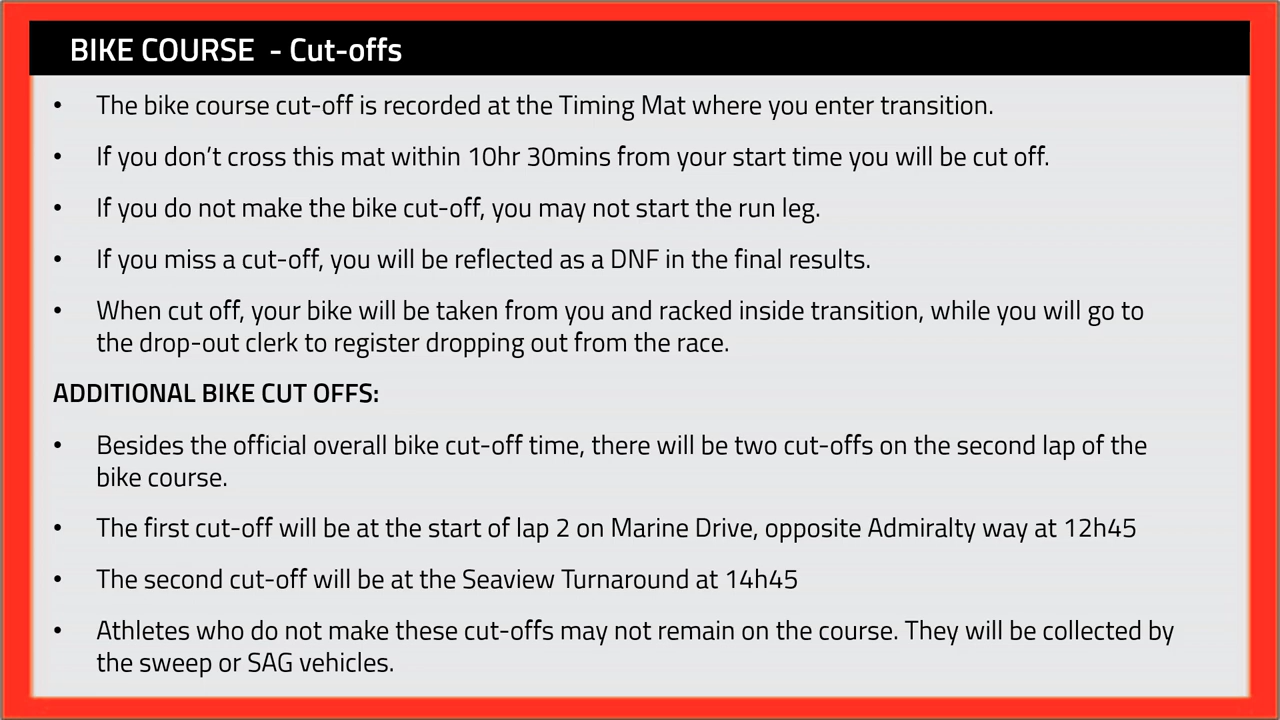 BIKE COURSE - Cut-offs
• The bike course cut-off is recorded at the Timing Mat where you enter transition.
• If you don’t cross this mat within 10hr 30mins from your start time you will be cut off.
• If you do not make the bike cut-off, you may not start the run leg.
• If you miss a cut-off, you will be reflected as a DNF in the final results.
• When cut off, your bike will be taken from you and racked inside transition, while you will go to
the drop-out clerk to register dropping out from the race.
ADDITIONAL BIKE CUT OFFS:
• Besides the official overall bike cut-off time, there will be two cut-offs on the second lap of the
bike course.
• The first cut-off will be at the start of lap 2 on Marine Drive, opposite Admiralty way at 12h45
• The second cut-off will be at the Seaview Turnaround at 14h45
• Athletes who do not make these cut-offs may not remain on the course. They will be collected by
the sweep or SAG vehicles.